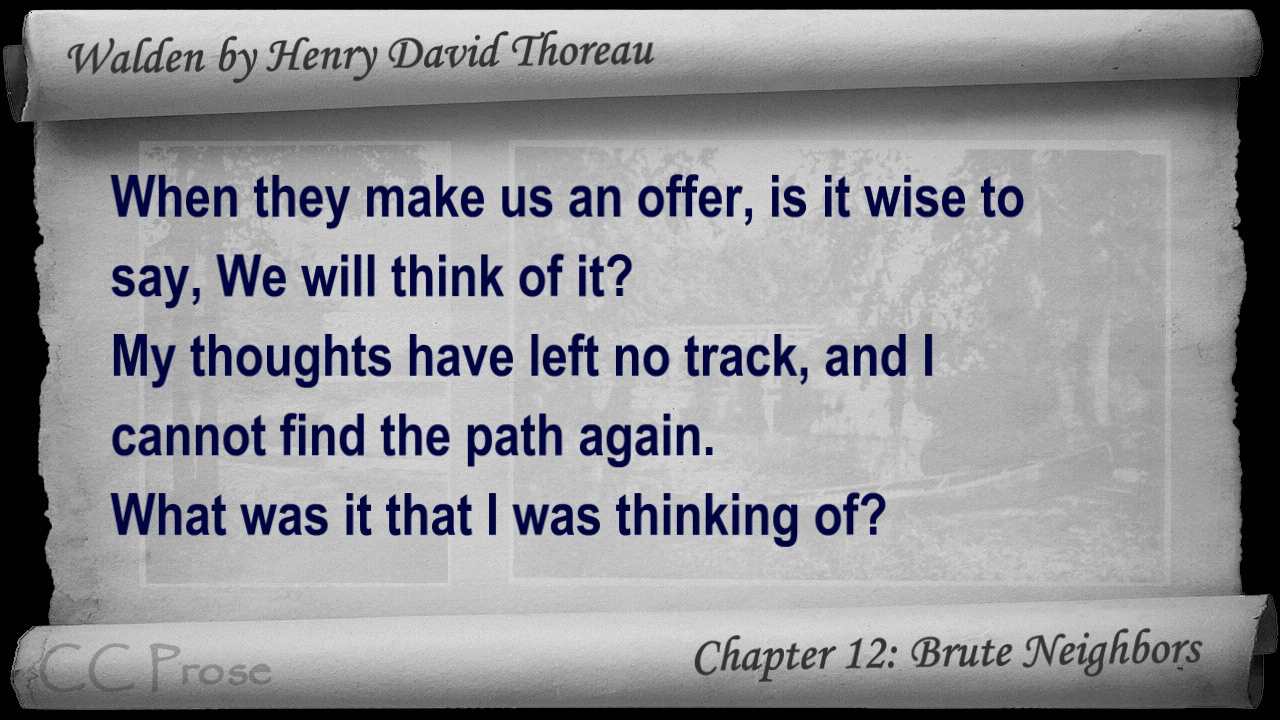 Walden by Henry David Thoreau
When they make us an offer, is it wise to
say, We will think of it?
My thoughts have left no track, and I
cannot find the path again.
What was it that I was thinking of?
CC Prose
Chapter 12: Brute Neighbors